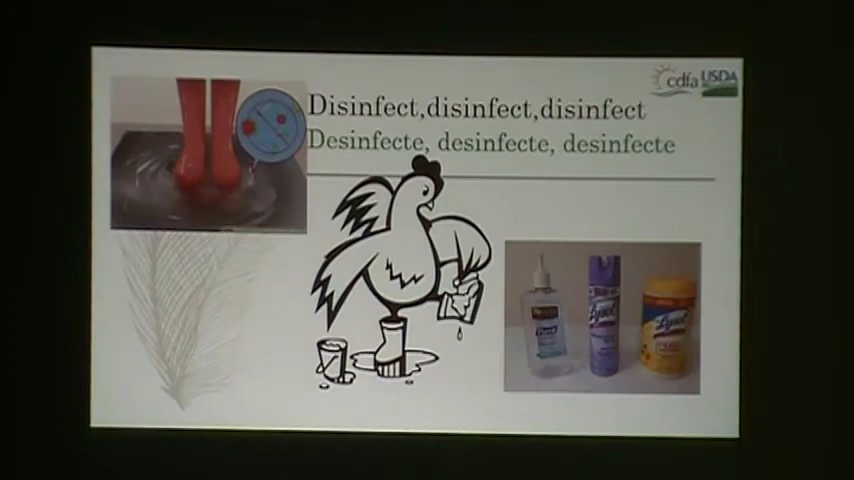 cdfa USDA
Disinfect,disinfect,disinfect
Desinfecte, desinfecte, desinfecte
Lysol
Lysol